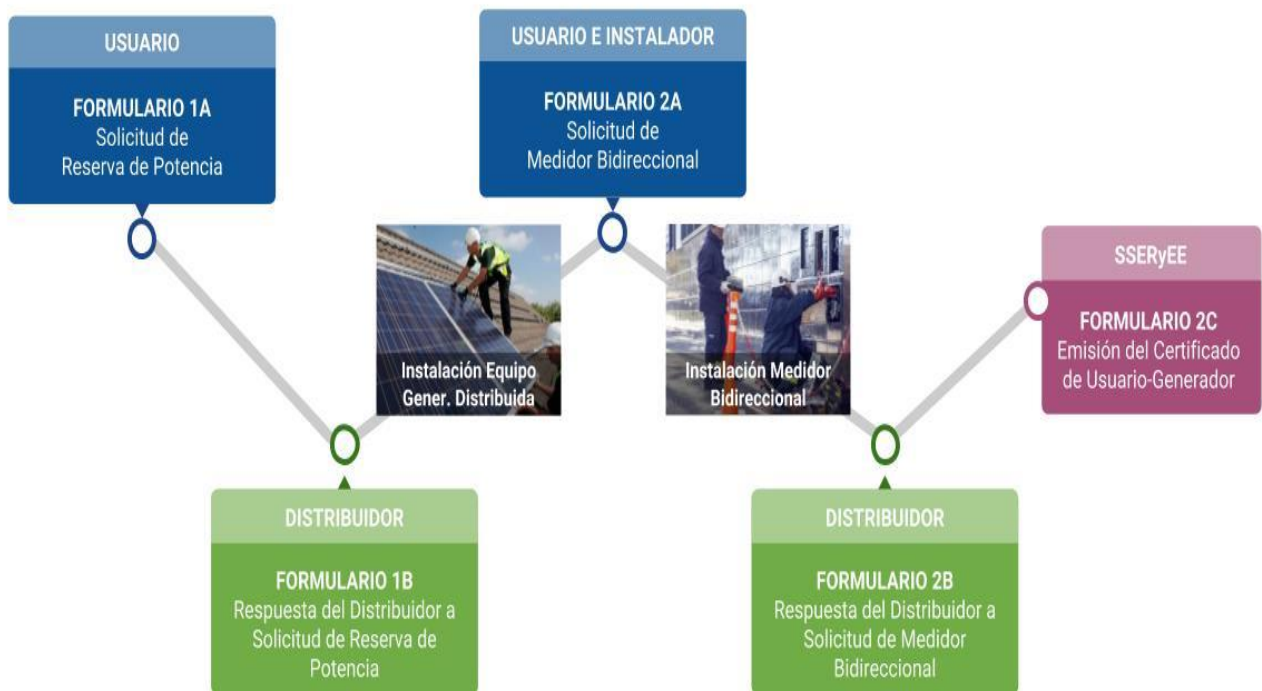 USUARIO
FORMULARIO 1A
Solicitud de
Reserva de Potencia
USUARIO E INSTALADOR
FORMULARIO 2A
Solicitud de
Medidor Bidireccional
Instalación Equipo
Gener. Distribuida
Instalación Medidor
Bidireccional
SSERyEE
FORMULARIO 2C
Emisión del Certificado
de Usuario-Generador
DISTRIBUIDOR
FORMULARIO 1B
Respuesta del Distribuidor a
Solicitud de Reserva de
Potencia
DISTRIBUIDOR
FORMULARIO 2B
Respuesta del Distribuidor a
Solicitud de Medidor
Bidireccional